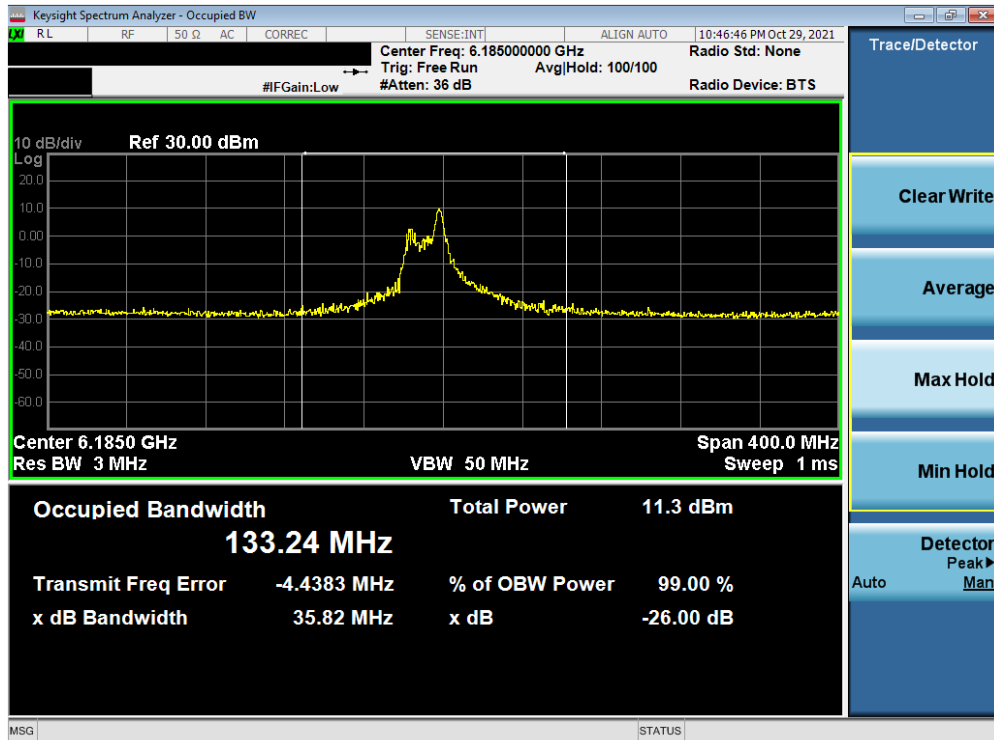 Keysight Spectrum Analyzer - Occupied BW
LXI RL RF 50 Ω AC CORREC SENSE:INT ALIGN AUTO 10:46:46 PM Oct 29, 2021
Center Freq: 6.185000000 GHz Radio Std: None
Trig: Free Run Avg|Hold: 100/100
#IFGain:Low #Atten: 36 dB Radio Device: BTS
Trace/Detector
10 dB/div Ref 30.00 dBm
Log
20.0
10.0
0.00
-10.0
-20.0
-30.0
-40.0
-50.0
-60.0
Center 6.1850 GHz Span 400.0 MHz
Res BW 3 MHz VBW 50 MHz Sweep 1 ms
Occupied Bandwidth Total Power 11.3 dBm
133.24 MHz
Transmit Freq Error -4.4383 MHz % of OBW Power 99.00 %
x dB Bandwidth 35.82 MHz x dB -26.00 dB
Clear Write
Average
Max Hold
Min Hold
Detector
Peak▶
Auto Man
MSG STATUS